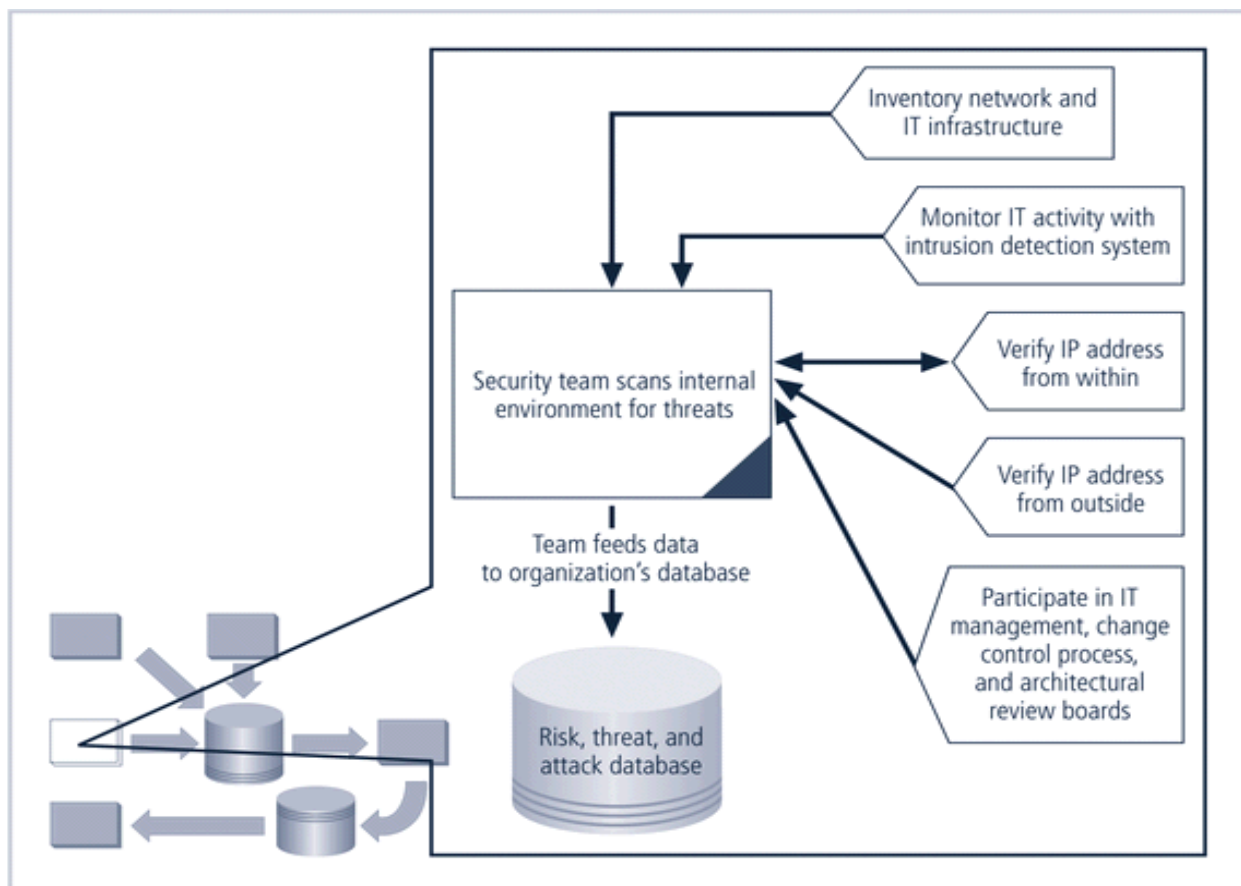 Inventory network and
IT infrastructure
Monitor IT activity with
intrusion detection system
Verify IP address
from within
Security team scans internal
environment for threats
Verify IP address
from outside
Team feeds data
to organization’s database
Participate in IT
management, change
control process,
and architectural
review boards
Risk, threat, and
attack database